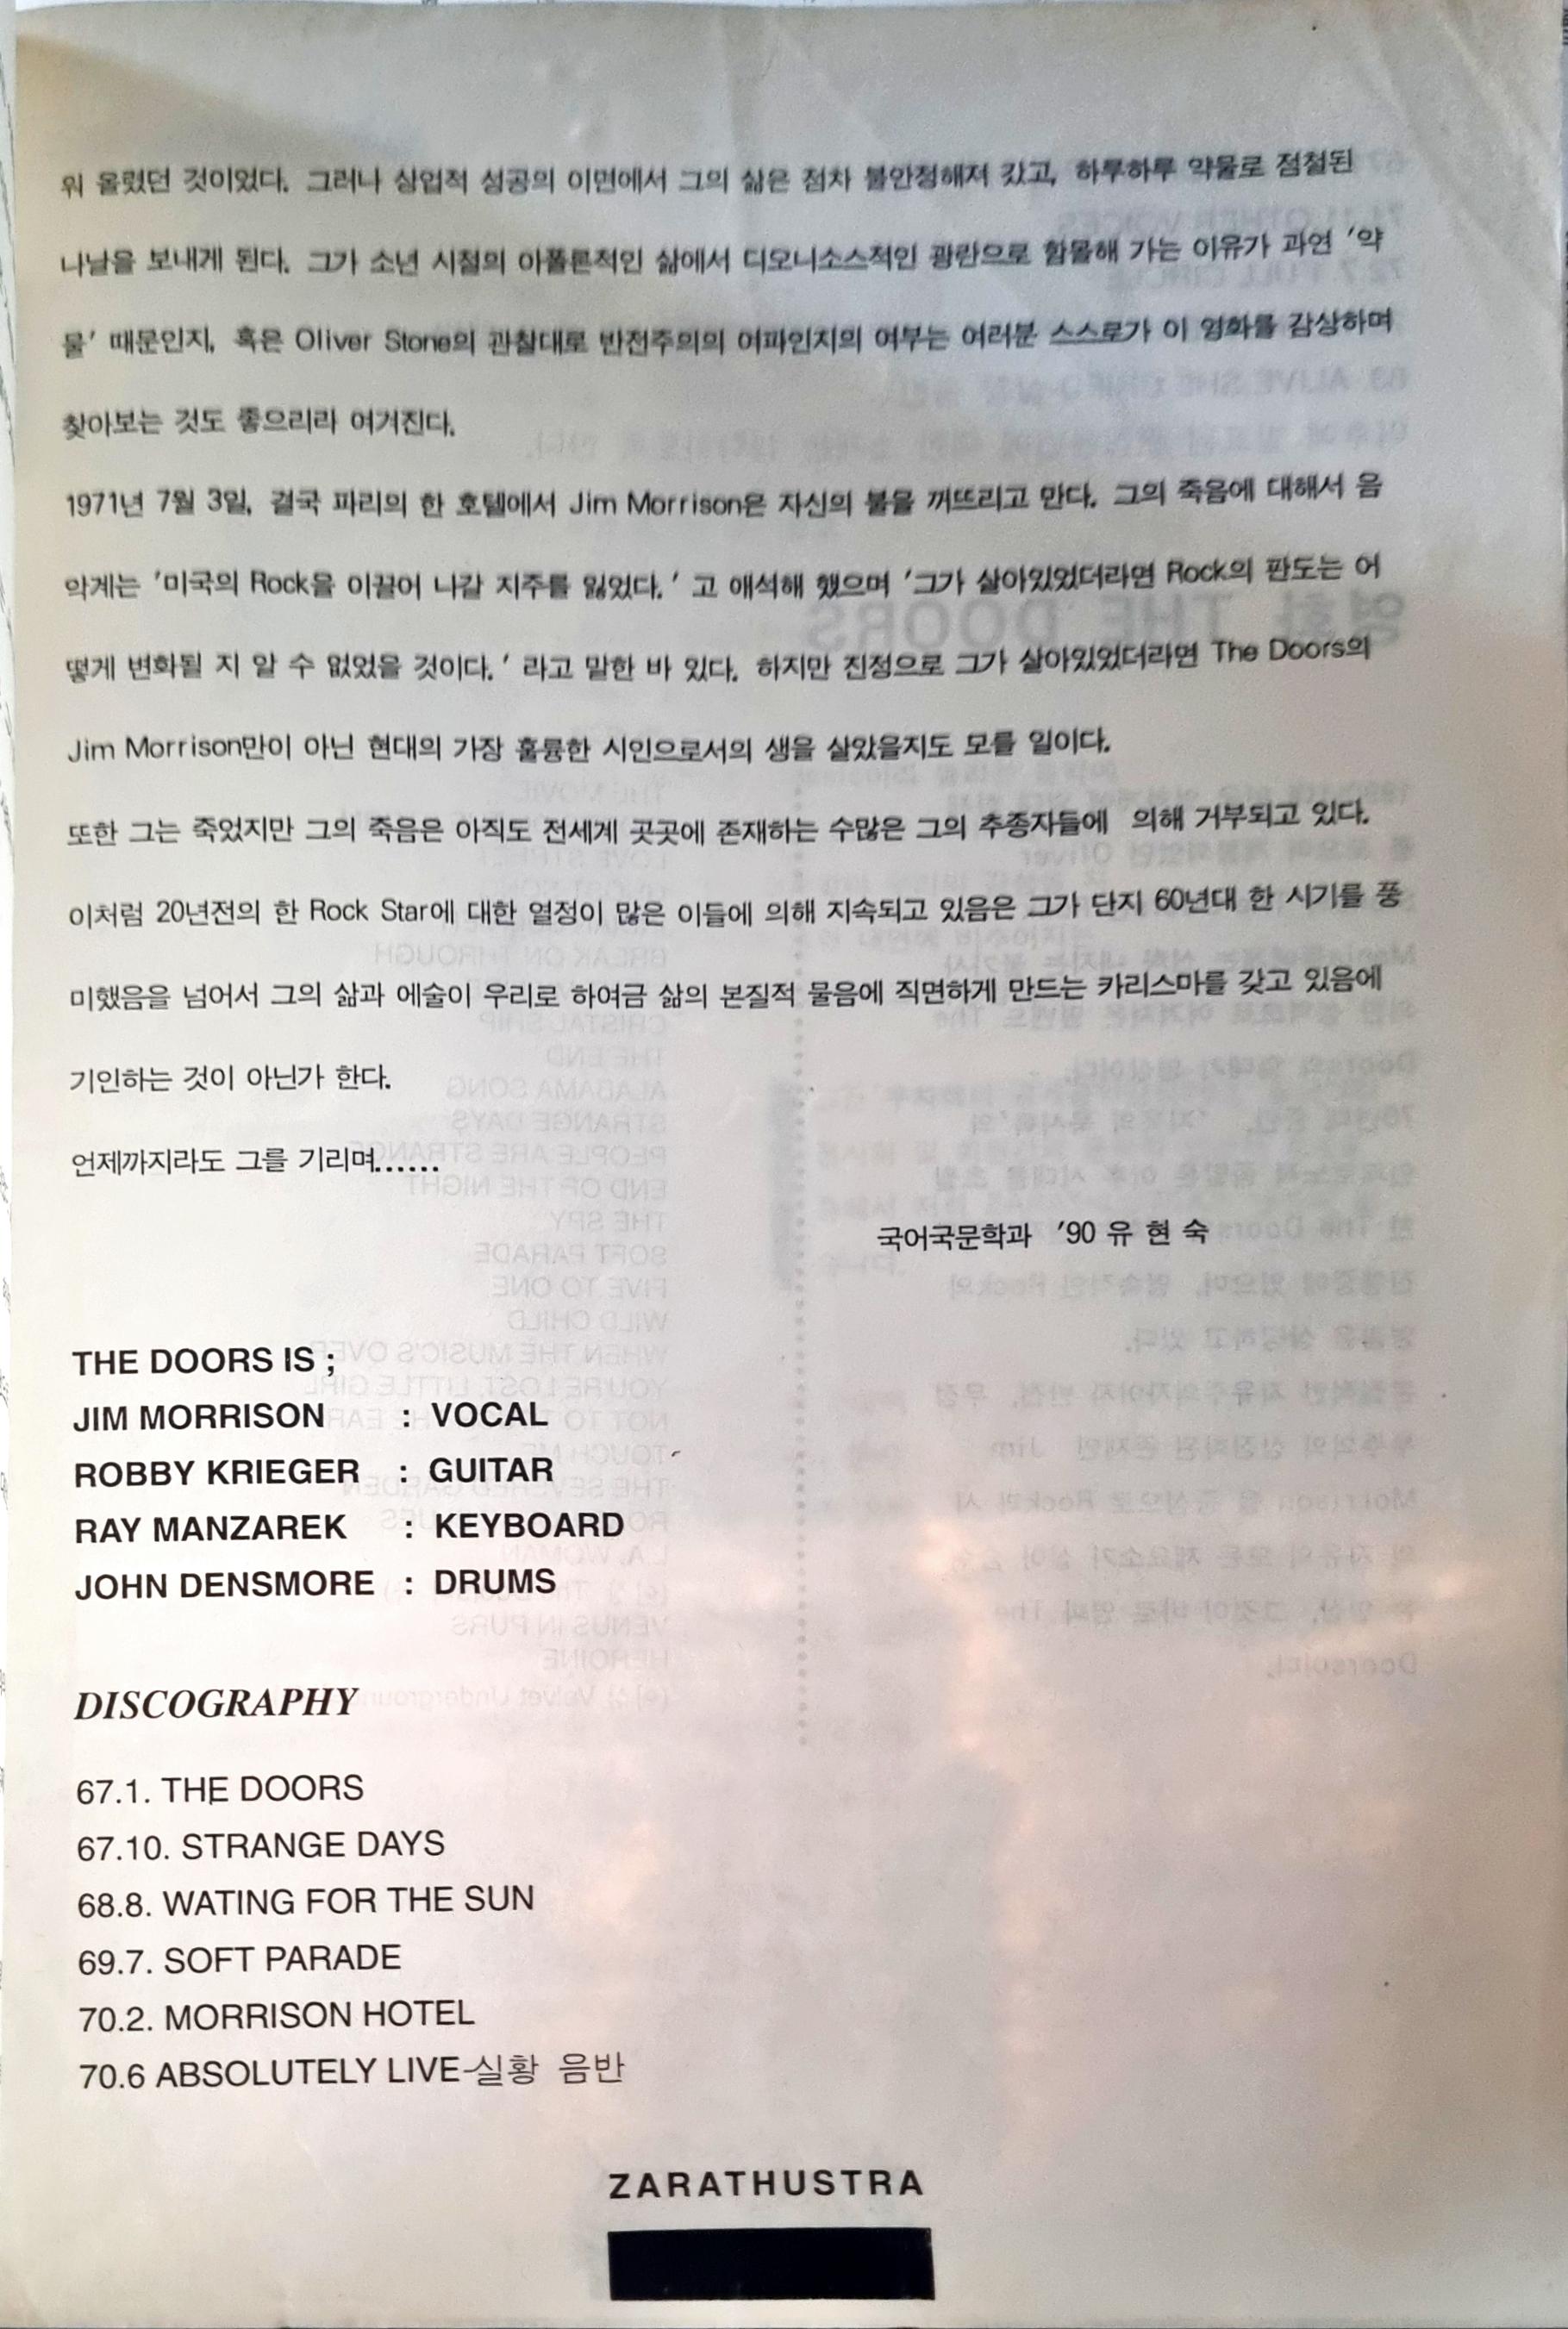 워 올렸던 것이었다. 그러나 상업적 성공의 이면에서 그의 삶은 점차 불안정해져 갔고, 하루하루 약물로 점철된
나날을 보내게 된다. 그가 소년 시절의 아폴론적인 삶에서 디오니소스적인 광란으로 함몰해 가는 이유가 과연 '약
물' 때문인지, 혹은 Oliver Stone의 관찰대로 반전주의의 여파인지의 여부는 여러분 스스로가 이 영화를 감상하며
찾아보는 것도 좋으리라 여겨진다.
1971년 7월 3일, 결국 파리의 한 호텔에서 Jim Morrison은 자신의 불을 꺼뜨리고 만다. 그의 죽음에 대해서 음
악계는 '미국의 Rock을 이끌어 나갈 지주를 잃었다.' 고 애석해 했으며 '그가 살아있었더라면 Rock의 판도는 어
떻게 변화될 지 알 수 없었을 것이다.' 라고 말한 바 있다. 하지만 진정으로 그가 살아있었더라면 The Doors의
Jim Morrison만이 아닌 현대의 가장 훌륭한 시인으로서의 생을 살았을지도 모를 일이다.
또한 그는 죽었지만 그의 죽음은 아직도 전세계 곳곳에 존재하는 수많은 그의 추종자들에 의해 거부되고 있다.
이처럼 20년전의 한 Rock Star에 대한 열정이 많은 이들에 의해 지속되고 있음은 그가 단지 60년대 한 시기를 풍
미했음을 넘어서 그의 삶과 예술이 우리로 하여금 삶의 본질적 물음에 직면하게 만드는 카리스마를 갖고 있음에
기인하는 것이 아닌가 한다.
언제까지라도 그를 기리며......
국어국문학과 '90 유 현 숙
THE DOORS IS ;
JIM MORRISON : VOCAL
ROBBY KRIEGER : GUITAR
RAY MANZAREK : KEYBOARD
JOHN DENSMORE : DRUMS
DISCOGRAPHY
67.1. THE DOORS
67.10. STRANGE DAYS
68.8. WATING FOR THE SUN
69.7. SOFT PARADE
70.2. MORRISON HOTEL
70.6 ABSOLUTELY LIVE-실황 음반
ZARATHUSTRA